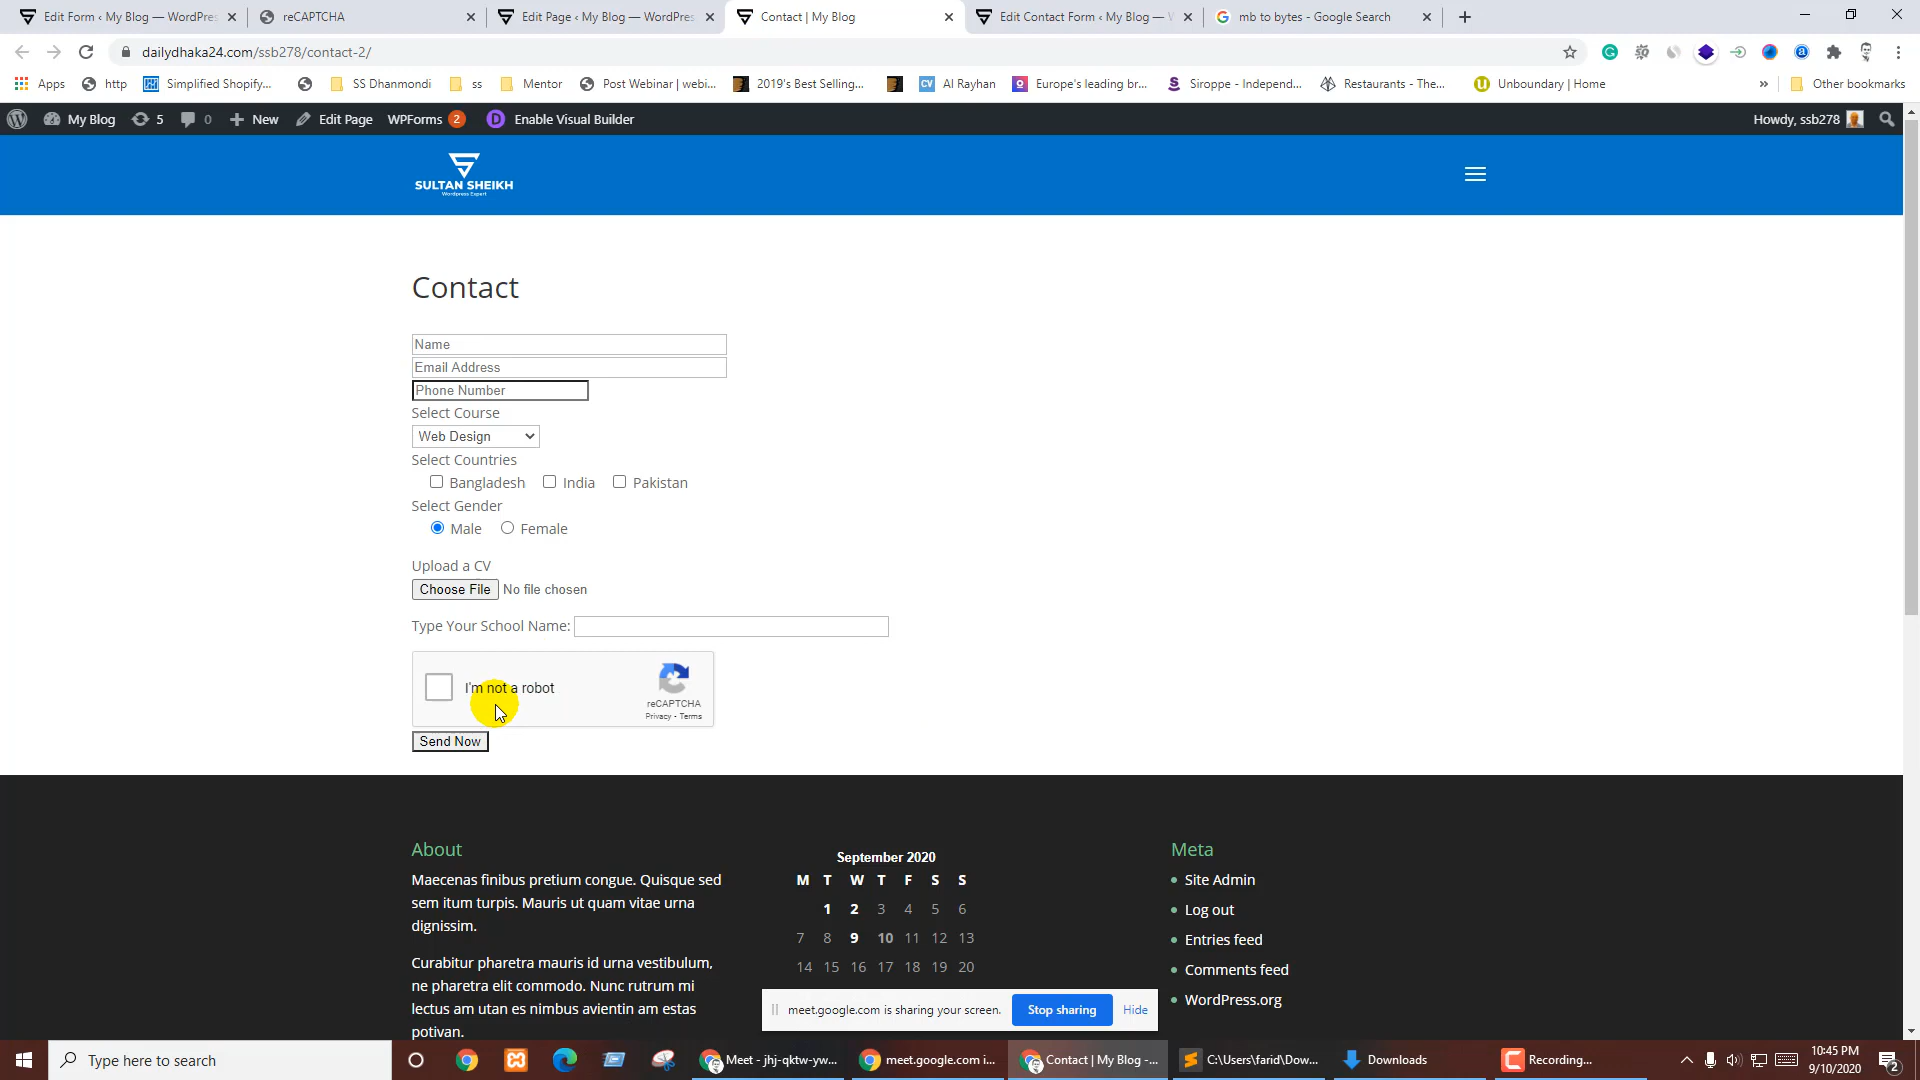 Edit Form ‹ My Blog — WordPres
reCAPTCHA
Edit Page ‹ My Blog — WordPres
Contact | My Blog
Edit Contact Form ‹ My Blog — W
mb to bytes - Google Search
dailydhaka24.com/ssb278/contact-2/
Apps
http
Simplified Shopify...
SS Dhanmondi
ss
Mentor
Post Webinar | webi...
2019's Best Selling...
CV
Al Rayhan
Europe's leading br...
Siroppe - Independ...
Restaurants - The...
Unboundary | Home
»
Other bookmarks
My Blog
5
0
New
Edit Page
WPForms 2
D
Enable Visual Builder
Howdy, ssb278
SULTAN SHEIKH
Wordpress Expert
Contact
Name
Email Address
Phone Number
Select Course
Web Design
Select Countries
Bangladesh India Pakistan
Select Gender
Male Female
Upload a CV
Choose File No file chosen
Type Your School Name:
I'm not a robot
reCAPTCHA
Privacy - Terms
Send Now
About
Maecenas finibus pretium congue. Quisque sed
sem itum turpis. Mauris ut quam vitae urna
dignissim.
Curabitur pharetra mauris id urna vestibulum,
ne pharetra elit commodo. Nunc rutrum mi
lectus am utan es nimbus avientin am estas
potivan.
September 2020
M T W T F S S
1 2 3 4 5 6
7 8 9 10 11 12 13
14 15 16 17 18 19 20
Meta
Site Admin
Log out
Entries feed
Comments feed
WordPress.org
meet.google.com is sharing your screen.
Stop sharing
Hide
Type here to search
Meet - jhj-qktw-yw...
meet.google.com i...
Contact | My Blog -...
C:\Users\farid\Dow...
Downloads
Recording...
10:45 PM
9/10/2020
2